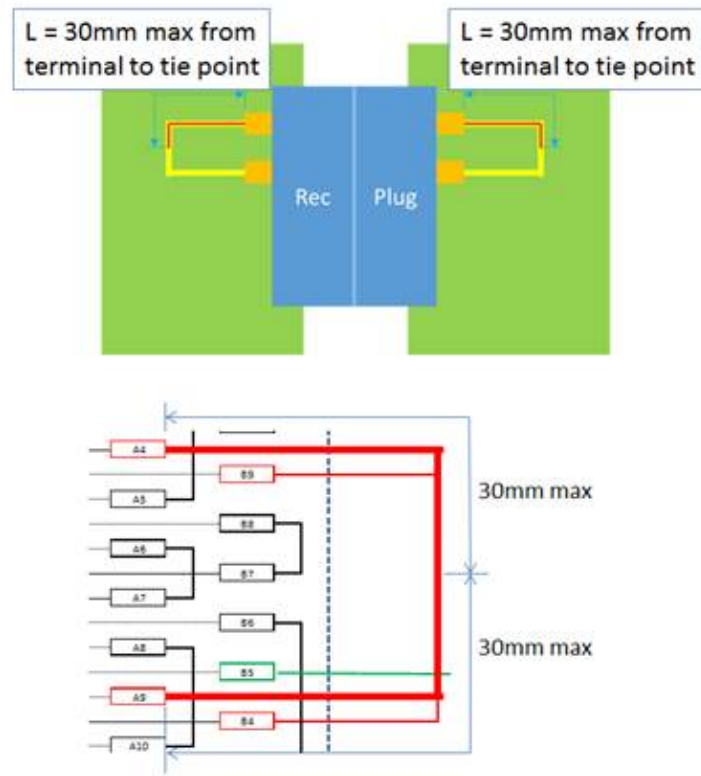 L = 30mm max from
terminal to tie point
L = 30mm max from
terminal to tie point
Rec
Plug
A4
B9
A5
30mm max
B8
A6
B7
A7
B6
A8
30mm max
B5
A9
B4
A10